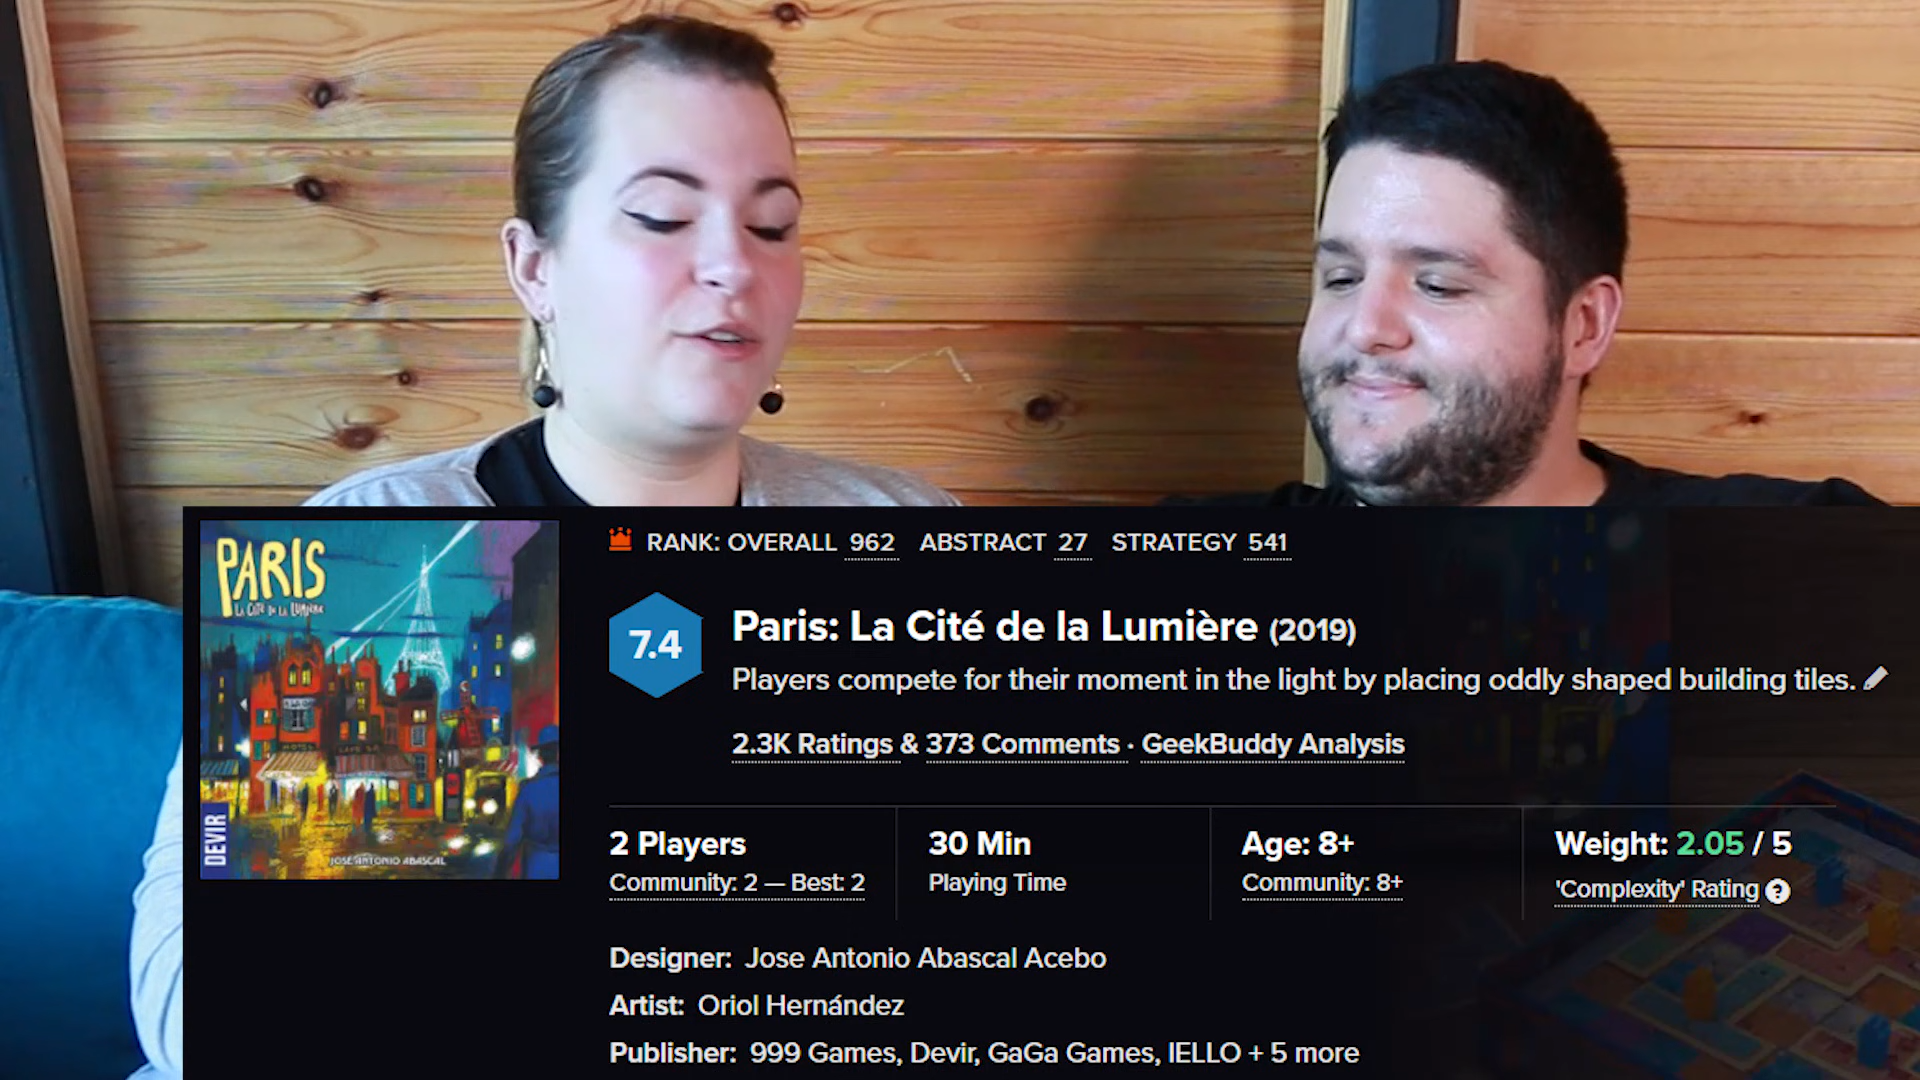 PARIS
LA CITÉ DE LA LUMIÈRE
HOTEL
DEVIR
JOSE ANTONIO ABASCAL
RANK: OVERALL 962 ABSTRACT 27 STRATEGY 541
7.4
Paris: La Cité de la Lumière (2019)
Players compete for their moment in the light by placing oddly shaped building tiles.
2.3K Ratings & 373 Comments · GeekBuddy Analysis
2 Players
Community: 2 — Best: 2
30 Min
Playing Time
Age: 8+
Community: 8+
Weight: 2.05 / 5
'Complexity' Rating ?
Designer: Jose Antonio Abascal Acebo
Artist: Oriol Hernández
Publisher: 999 Games, Devir, GaGa Games, IELLO + 5 more